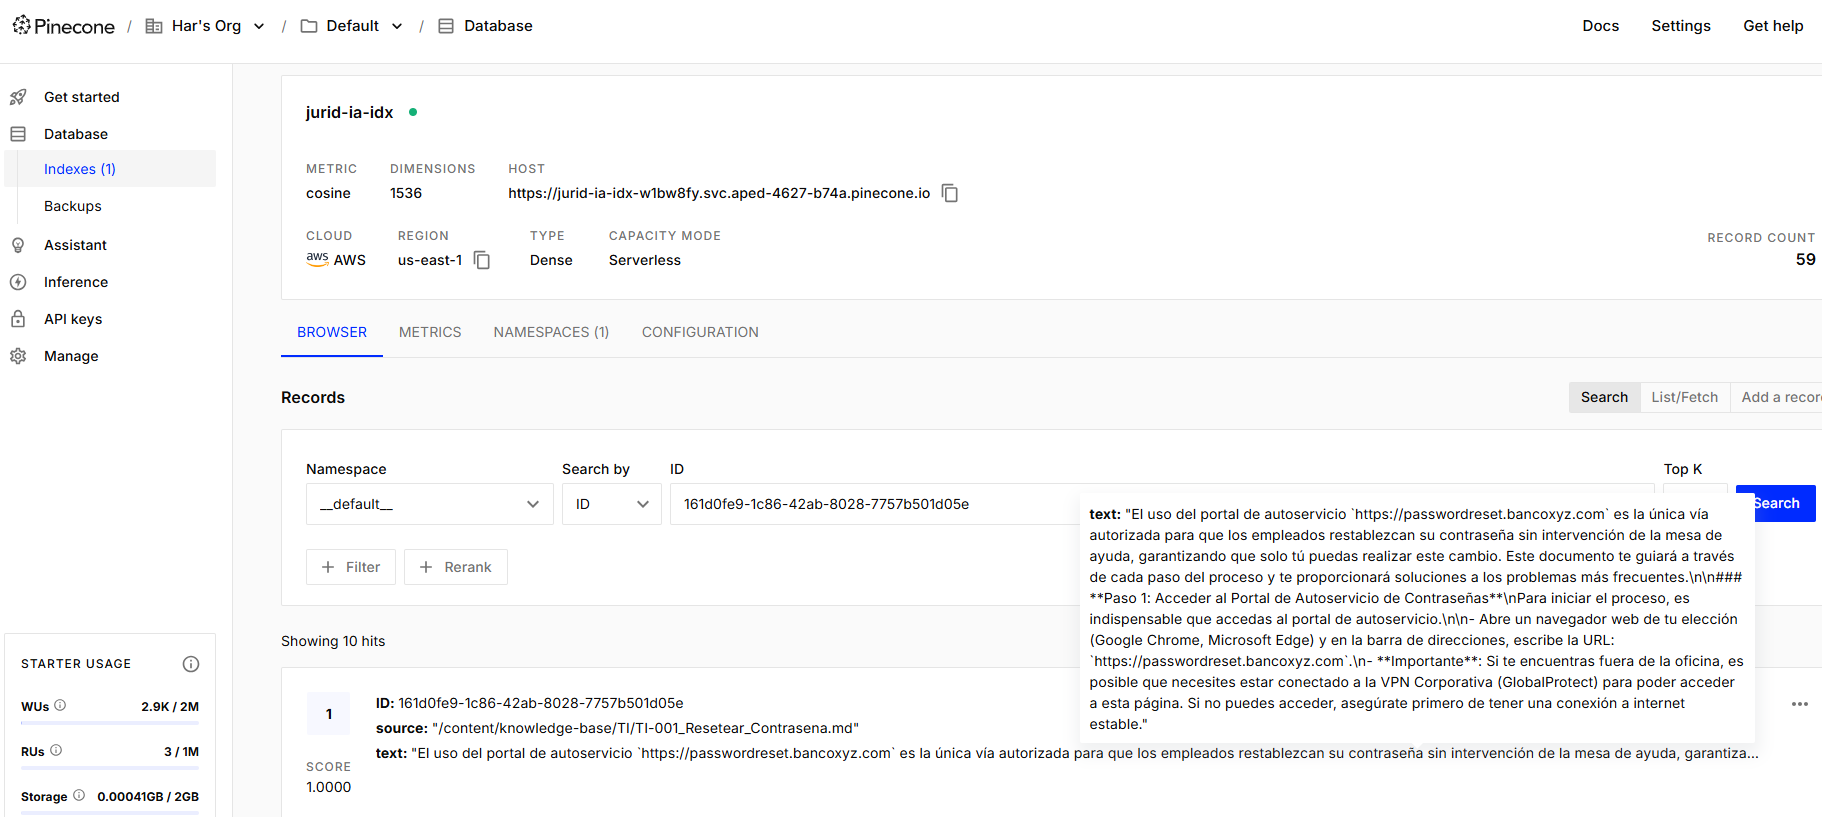 Pinecone / Har's Org / Default / Database Docs Settings Get help
Get started
Database
Indexes (1)
Backups
Assistant
Inference
API keys
Manage
STARTER USAGE
WUs 2.9K / 2M
RUs 3 / 1M
Storage 0.00041GB / 2GB
jurid-ia-idx
METRIC DIMENSIONS HOST
cosine 1536 https://jurid-ia-idx-w1bw8fy.svc.aped-4627-b74a.pinecone.io
CLOUD REGION TYPE CAPACITY MODE RECORD COUNT
aws AWS us-east-1 Dense Serverless 59
BROWSER METRICS NAMESPACES (1) CONFIGURATION
Records Search List/Fetch Add a recor
Namespace Search by ID Top K
__default__ ID 161d0fe9-1c86-42ab-8028-7757b501d05e Search
+ Filter + Rerank
text: "El uso del portal de autoservicio `https://passwordreset.bancoxyz.com` es la única vía
autorizada para que los empleados restablezcan su contraseña sin intervención de la mesa de
ayuda, garantizando que solo tú puedas realizar este cambio. Este documento te guiará a través
de cada paso del proceso y te proporcionará soluciones a los problemas más frecuentes.\n\n###
**Paso 1: Acceder al Portal de Autoservicio de Contraseñas**\nPara iniciar el proceso, es
indispensable que accedas al portal de autoservicio.\n\n- Abre un navegador web de tu elección
(Google Chrome, Microsoft Edge) y en la barra de direcciones, escribe la URL:
`https://passwordreset.bancoxyz.com`.\n- **Importante**: Si te encuentras fuera de la oficina, es
posible que necesites estar conectado a la VPN Corporativa (GlobalProtect) para poder acceder
a esta página. Si no puedes acceder, asegúrate primero de tener una conexión a internet
estable."
Showing 10 hits
1
ID: 161d0fe9-1c86-42ab-8028-7757b501d05e
source: "/content/knowledge-base/TI/TI-001_Resetear_Contrasena.md"
text: "El uso del portal de autoservicio `https://passwordreset.bancoxyz.com` es la única vía autorizada para que los empleados restablezcan su contraseña sin intervención de la mesa de ayuda, garantiza...
SCORE
1.0000